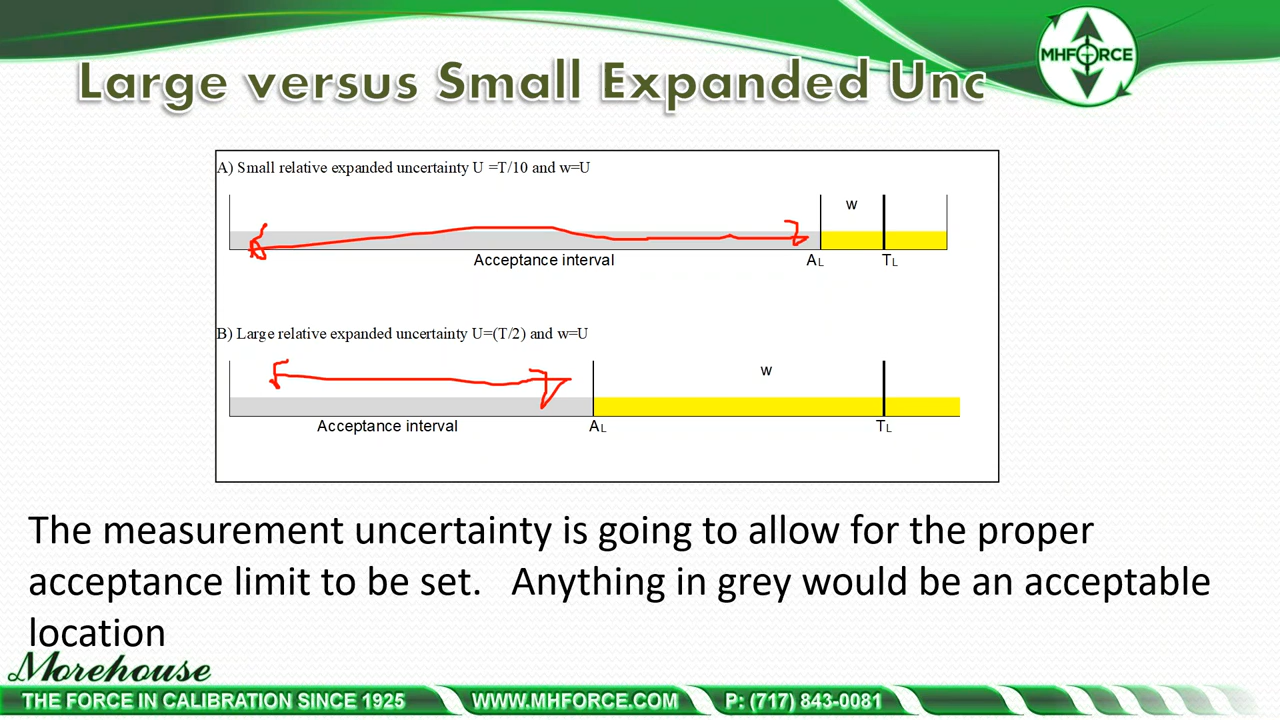 MHFORCE
Large versus Small Expanded Unc
A) Small relative expanded uncertainty U =T/10 and w=U
w
Acceptance interval AL TL
B) Large relative expanded uncertainty U=(T/2) and w=U
w
Acceptance interval AL TL
The measurement uncertainty is going to allow for the proper
acceptance limit to be set. Anything in grey would be an acceptable
location
Morehouse
THE FORCE IN CALIBRATION SINCE 1925 WWW.MHFORCE.COM P: (717) 843-0081